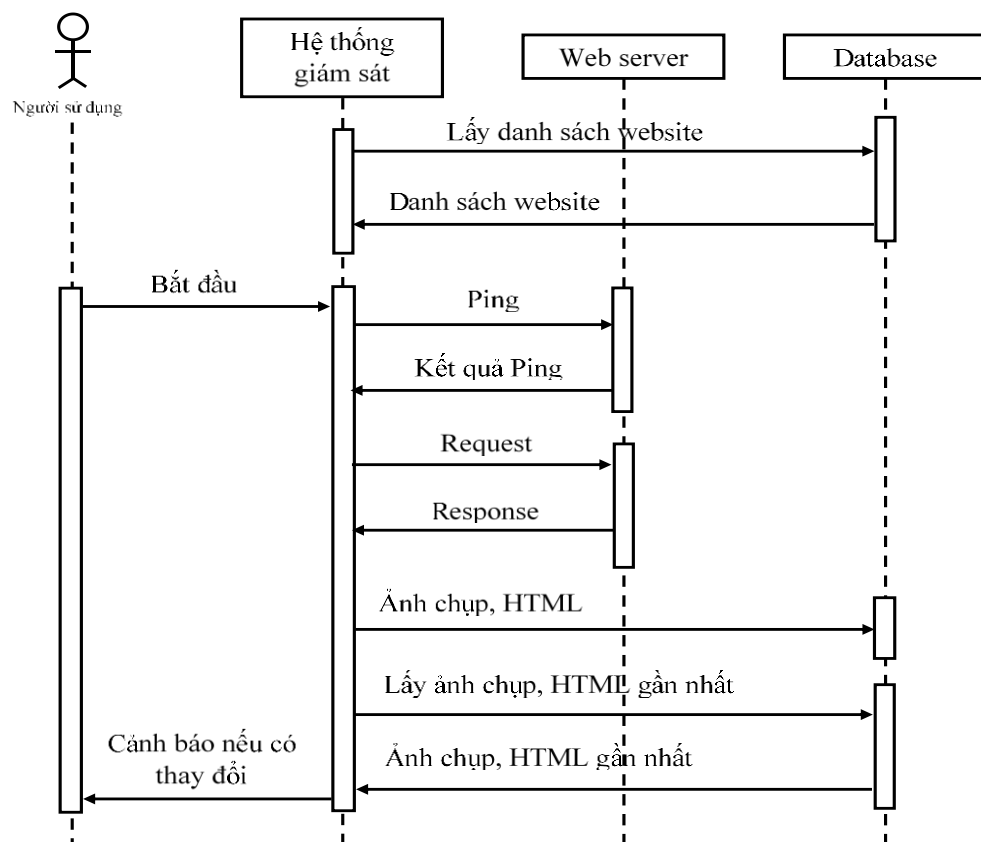 Hệ thống
giám sát
Web server
Database
Người sử dụng
Lấy danh sách website
Danh sách website
Bắt đầu
Ping
Kết quả Ping
Request
Response
Ảnh chụp, HTML
Lấy ảnh chụp, HTML gần nhất
Cảnh báo nếu có
thay đổi
Ảnh chụp, HTML gần nhất